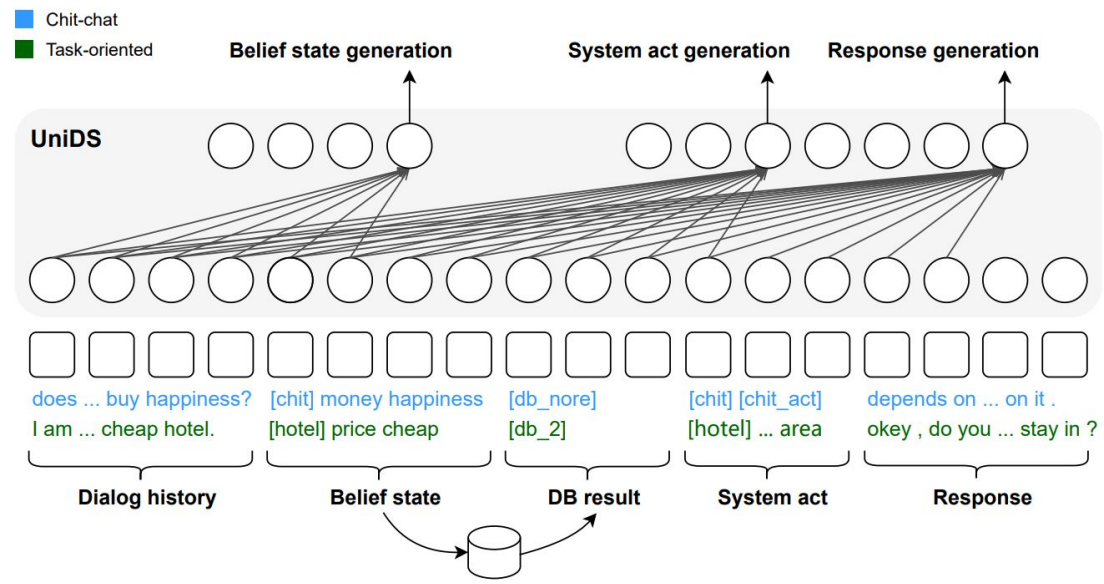 Chit-chat
Task-oriented
Belief state generation
System act generation
Response generation
UniDS
does ... buy happiness?
[chit] money happiness
[db_nore]
[chit] [chit_act]
depends on ... on it .
I am ... cheap hotel.
[hotel] price cheap
[db_2]
[hotel] ... area
okey , do you ... stay in ?
Dialog history
Belief state
DB result
System act
Response